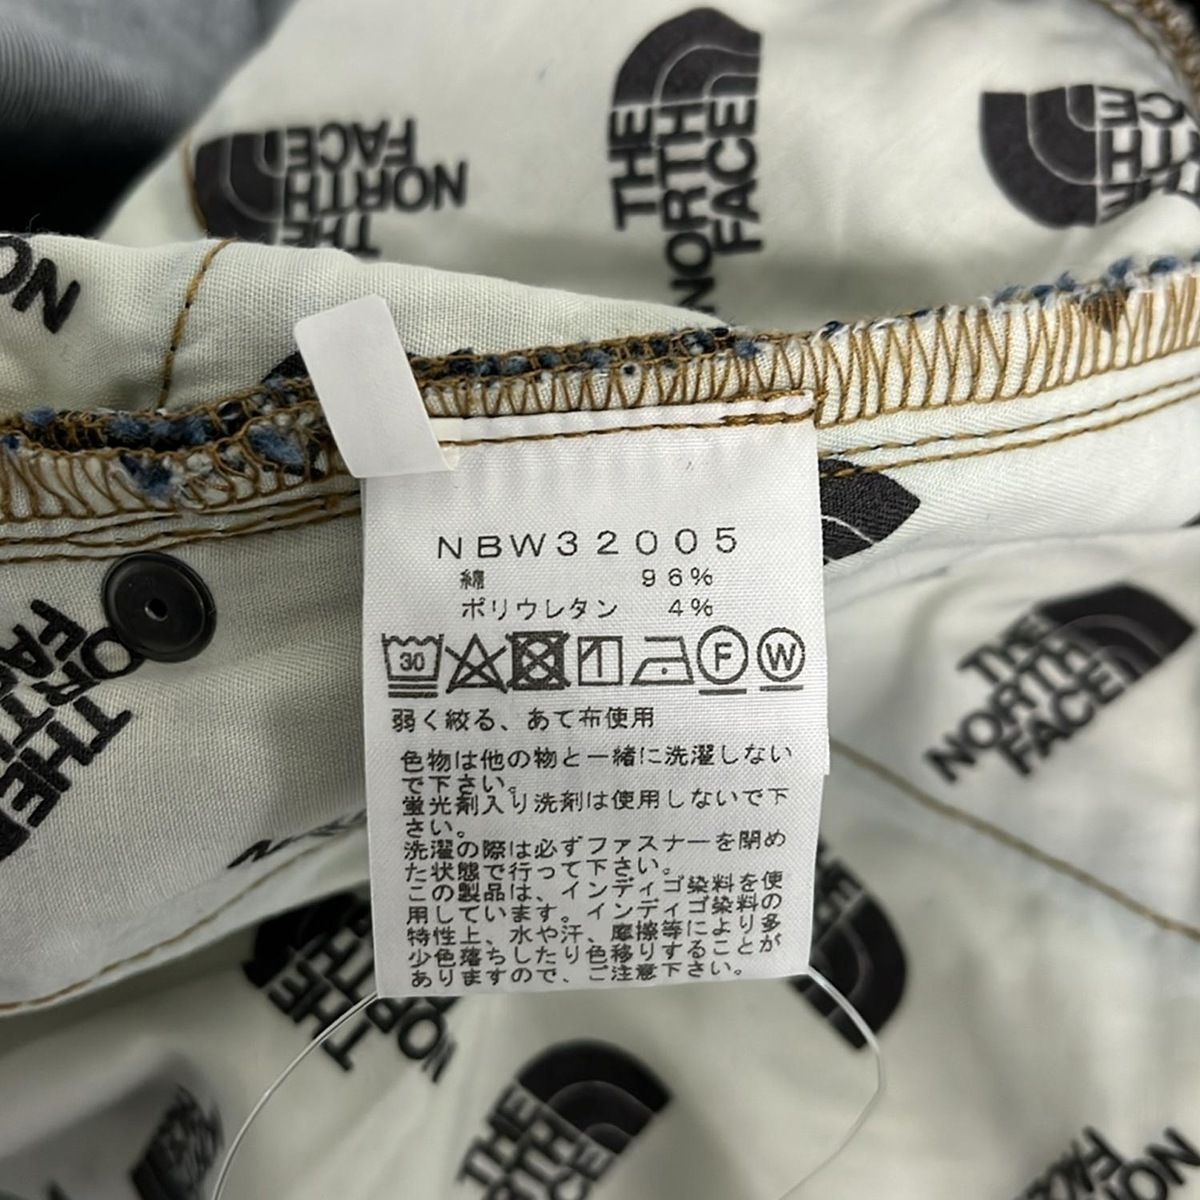 THE
NORTH
FACE
NORTH
FACE
NBW32005
綿 96%
ポリウレタン 4%
30 F W
弱く絞る、あて布使用
色物は他の物と一緒に洗濯しない
で下さい。
蛍光剤入り洗剤は使用しないで下
さい。
洗濯の際は必ずファスナーを閉め
た状態で行って下さい。
この製品は、インディゴ染料を使
用しています。インディゴ染料の
特性上、水や汗、摩擦等により多
少色落ちしたり色移りすることが
ありますので、ご注意下さい。
THE
NORTH
FACE
THE
NORTH
FACE
THE
NORTH
FACE
THE
NORTH
FACE